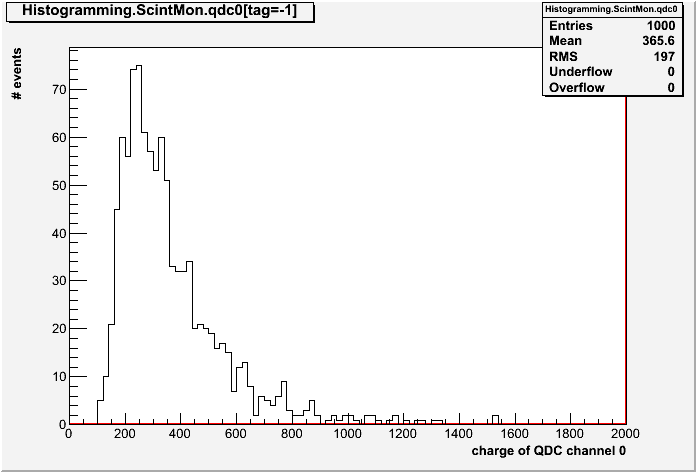 Histogramming.ScintMon.qdc0[tag=-1]
Histogramming.ScintMon.qdc0
Entries 1000
Mean 365.6
RMS 197
Underflow 0
Overflow 0
# events
70
60
50
40
30
20
10
0
0 200 400 600 800 1000 1200 1400 1600 1800 2000
charge of QDC channel 0